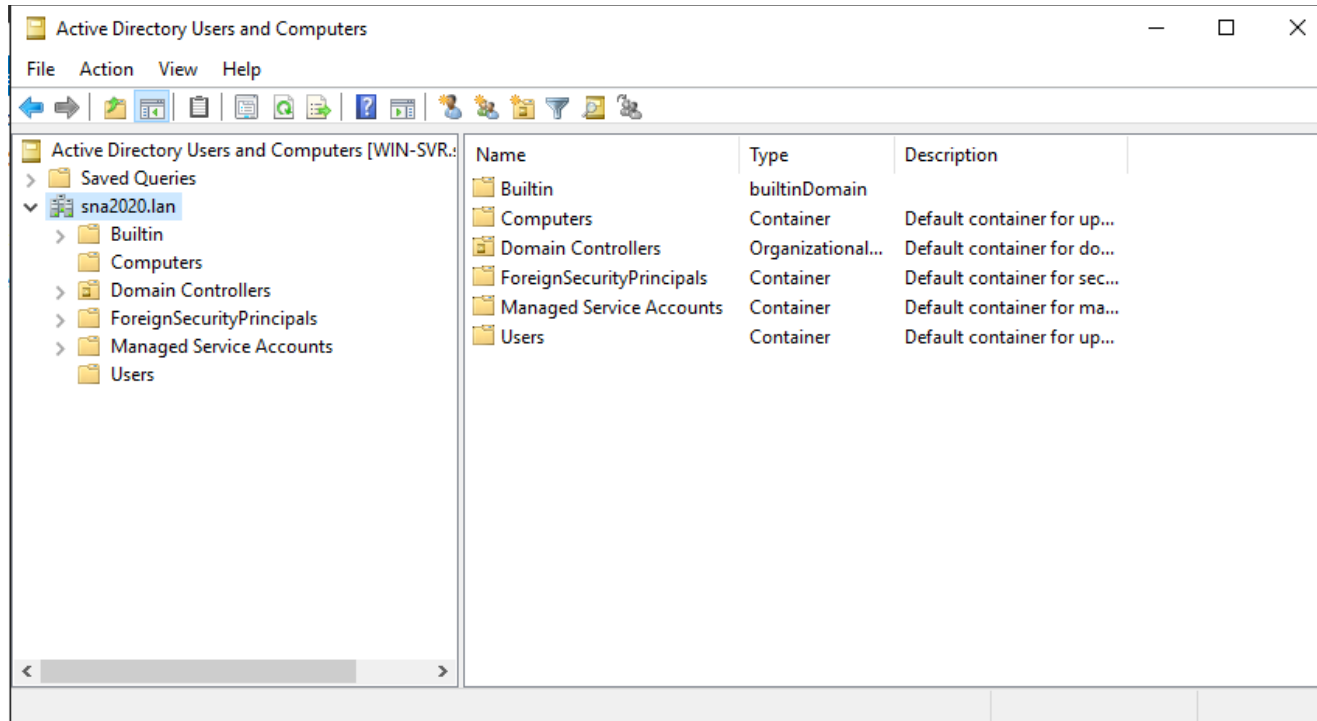 Active Directory Users and Computers
File Action View Help
Active Directory Users and Computers [WIN-SVR.
Saved Queries
sna2020.lan
Builtin
Computers
Domain Controllers
ForeignSecurityPrincipals
Managed Service Accounts
Users
Name Type Description
Builtin builtinDomain
Computers Container Default container for up...
Domain Controllers Organizational... Default container for do...
ForeignSecurityPrincipals Container Default container for sec...
Managed Service Accounts Container Default container for ma...
Users Container Default container for up...